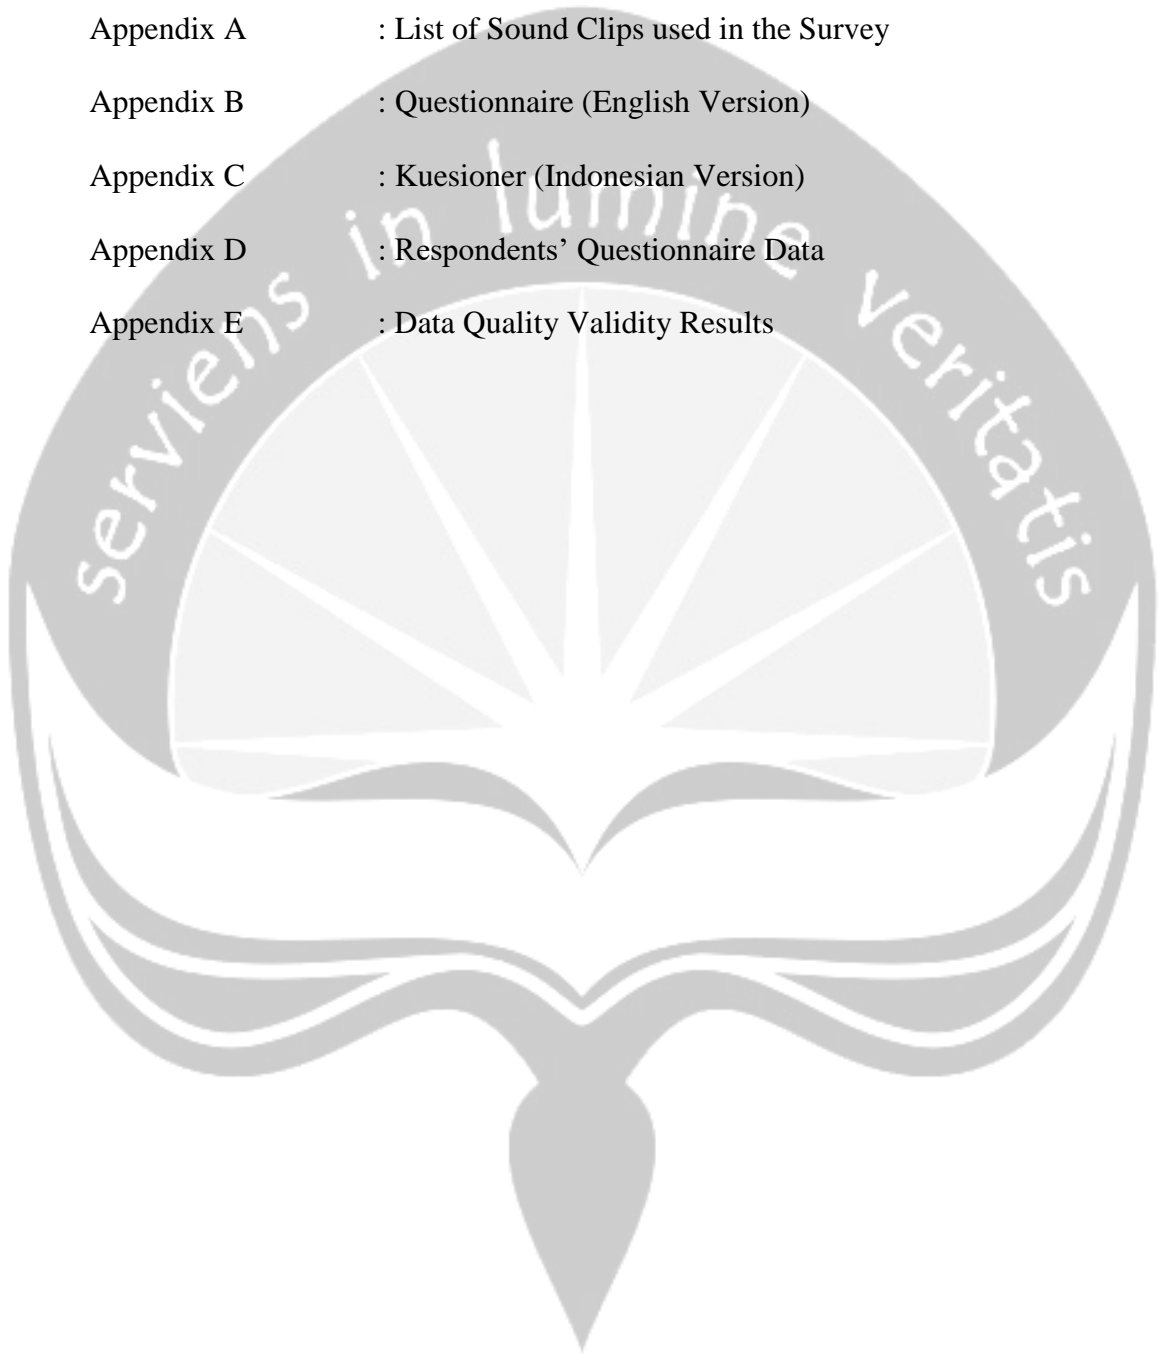 Appendix A : List of Sound Clips used in the Survey
Appendix B : Questionnaire (English Version)
Appendix C : Kuesioner (Indonesian Version)
Appendix D : Respondents’ Questionnaire Data
Appendix E : Data Quality Validity Results
serviens in lumine veritatis